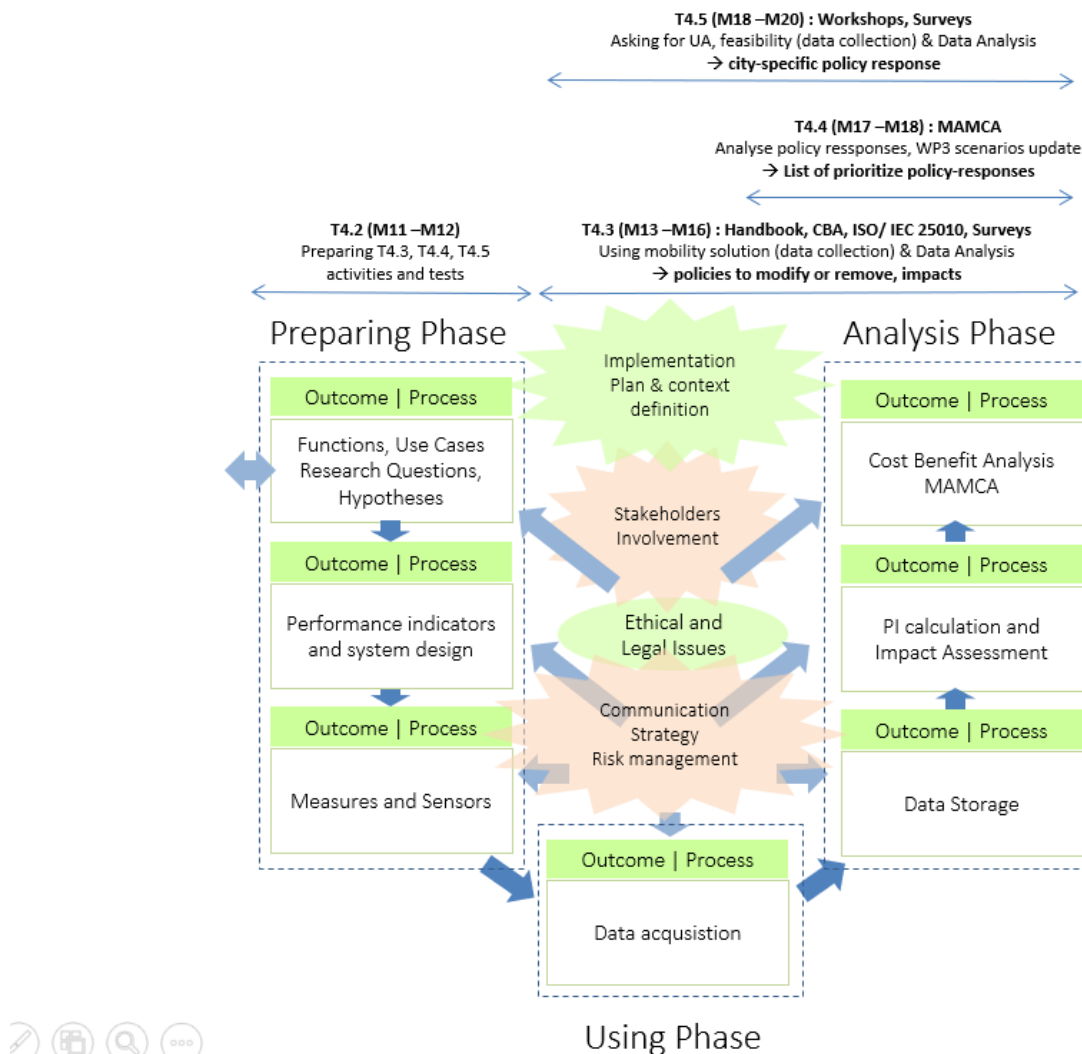 T4.5 (M18 –M20) : Workshops, Surveys
Asking for UA, feasibility (data collection) & Data Analysis
→ city-specific policy response
T4.4 (M17 –M18) : MAMCA
Analyse policy ressponses, WP3 scenarios update
→ List of prioritize policy-responses
T4.2 (M11 –M12)
Preparing T4.3, T4.4, T4.5
activities and tests
T4.3 (M13 –M16) : Handbook, CBA, ISO/ IEC 25010, Surveys
Using mobility solution (data collection) & Data Analysis
→ policies to modify or remove, impacts
Preparing Phase
Outcome | Process
Functions, Use Cases
Research Questions,
Hypotheses
Outcome | Process
Performance indicators
and system design
Outcome | Process
Measures and Sensors
Implementation
Plan & context
definition
Stakeholders
Involvement
Ethical and
Legal Issues
Communication
Strategy
Risk management
Outcome | Process
Data acqusistion
Using Phase
Analysis Phase
Outcome | Process
Cost Benefit Analysis
MAMCA
Outcome | Process
PI calculation and
Impact Assessment
Outcome | Process
Data Storage